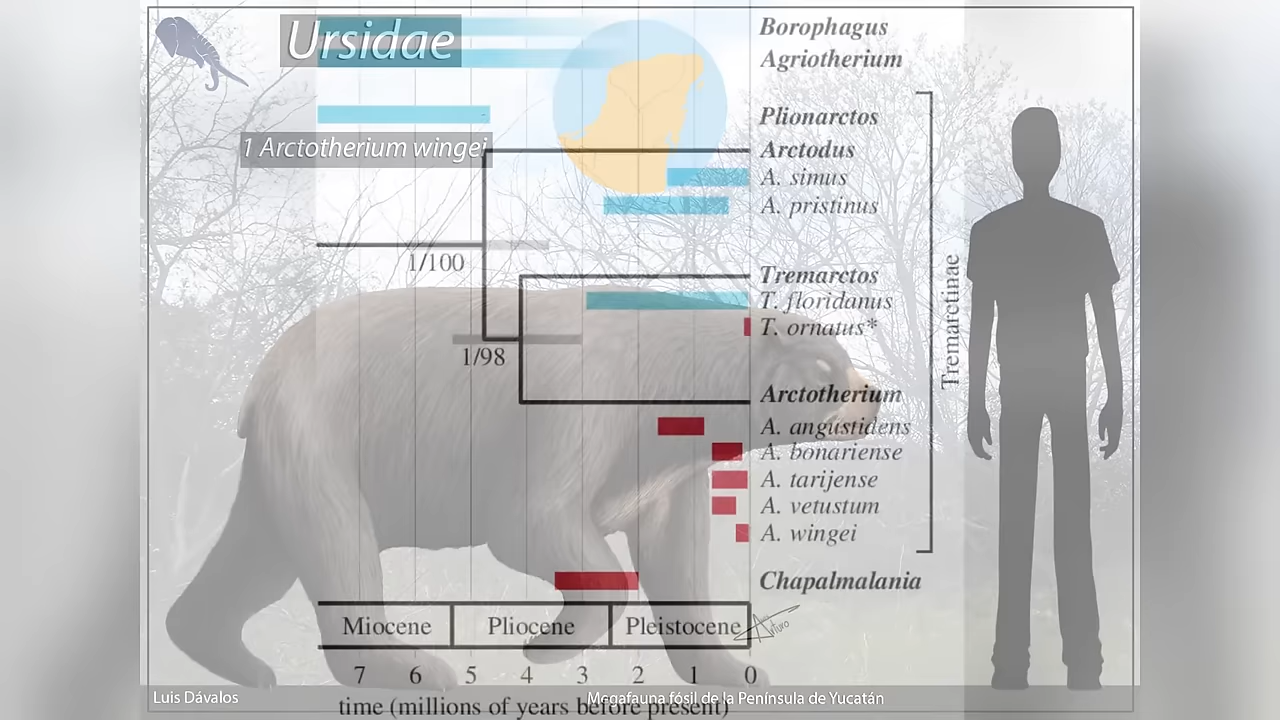 Ursidae
Borophagus
Agriotherium
Plionarctos
1 Arctotherium wingei
Arctodus
A. simus
A. pristinus
1/100
Tremarctos
T. floridanus
T. ornatus*
1/98
Tremarctinae
Arctotherium
A. angustidens
A. bonariense
A. tarijense
A. vetustum
A. wingei
Chapalmalania
Miocene Pliocene Pleistocene
Arturo
7 6 5 4 3 2 1 0
Luis Dávalos
Megafauna fósil de la Península de Yucatán
time (millions of years before present)